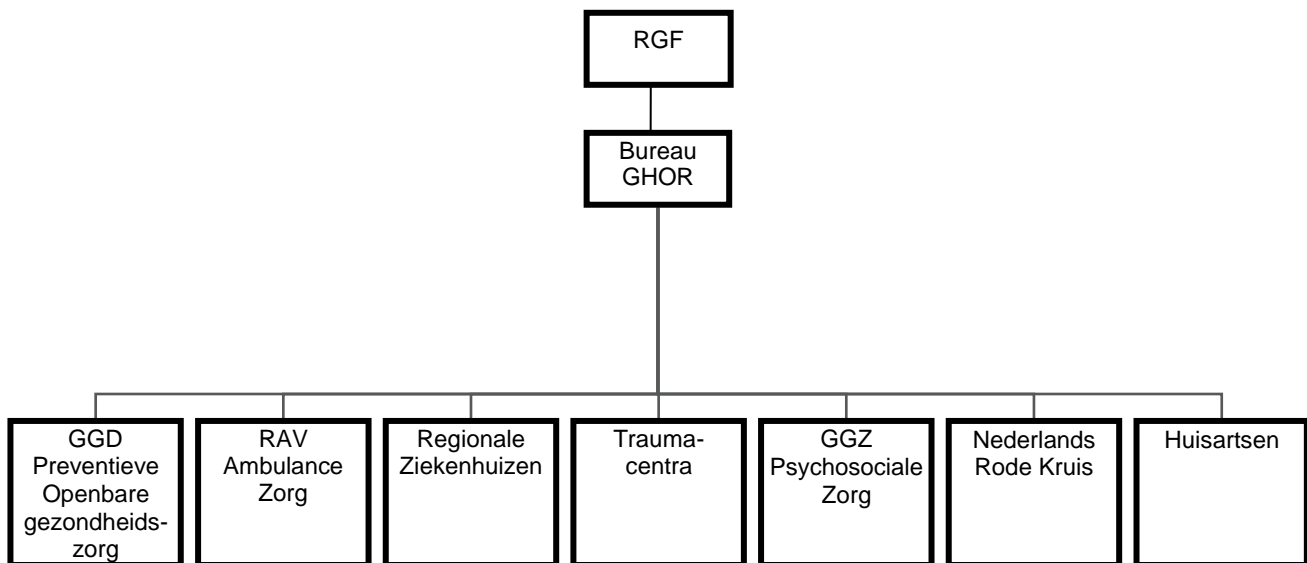 RGF
Bureau
GHOR
GGD
Preventieve
Openbare
gezondheids-
zorg
RAV
Ambulance
Zorg
Regionale
Ziekenhuizen
Trauma-
centra
GGZ
Psychosociale
Zorg
Nederlands
Rode Kruis
Huisartsen